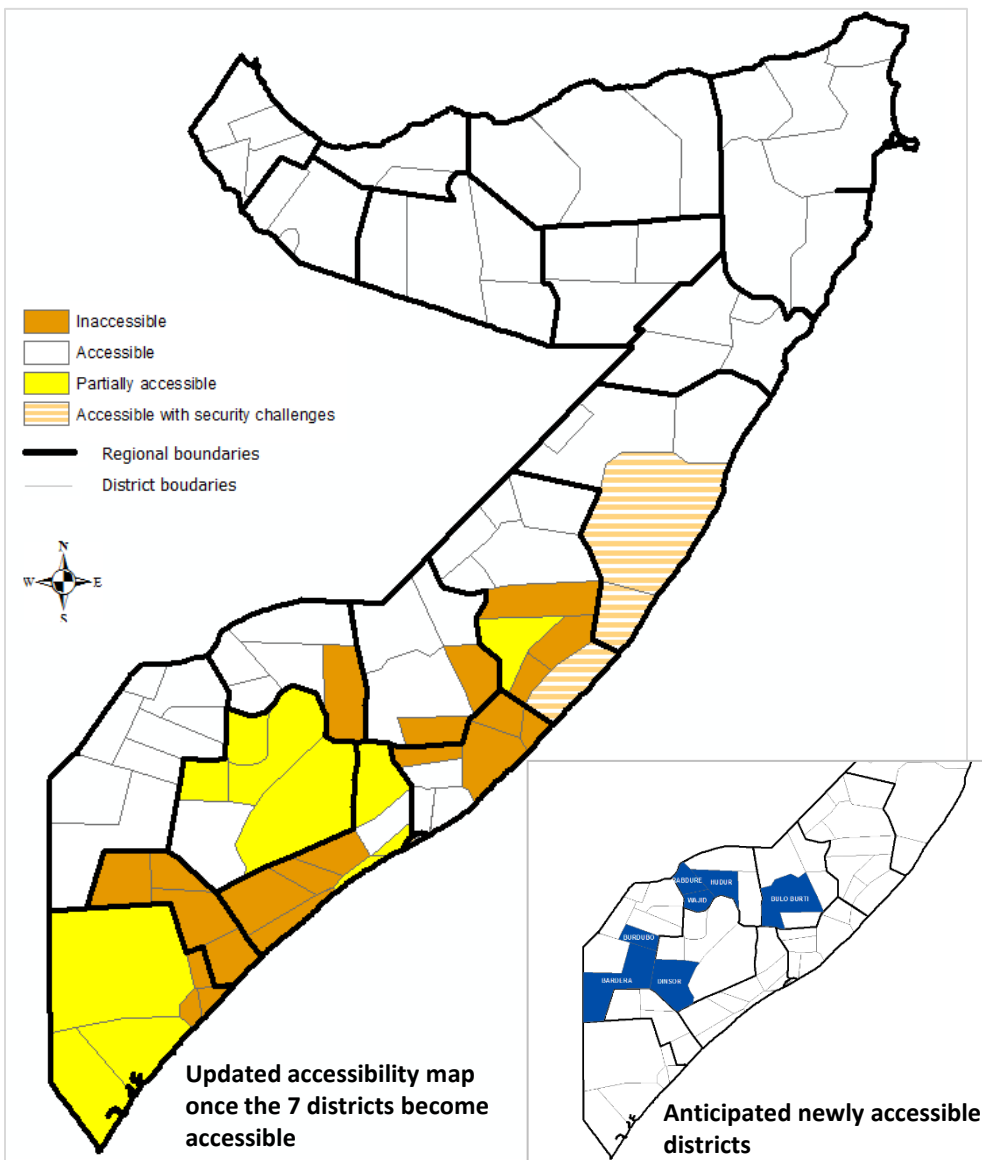 Inaccessible
Accessible
Partially accessible
Accessible with security challenges
Regional boundaries
District boudaries
N
W E
S
Updated accessibility map
once the 7 districts become
accessible
RABDURE
HUDUR
WAJID
BULO BURTI
BURDUBO
BARDERA
DINSOR
Anticipated newly accessible
districts